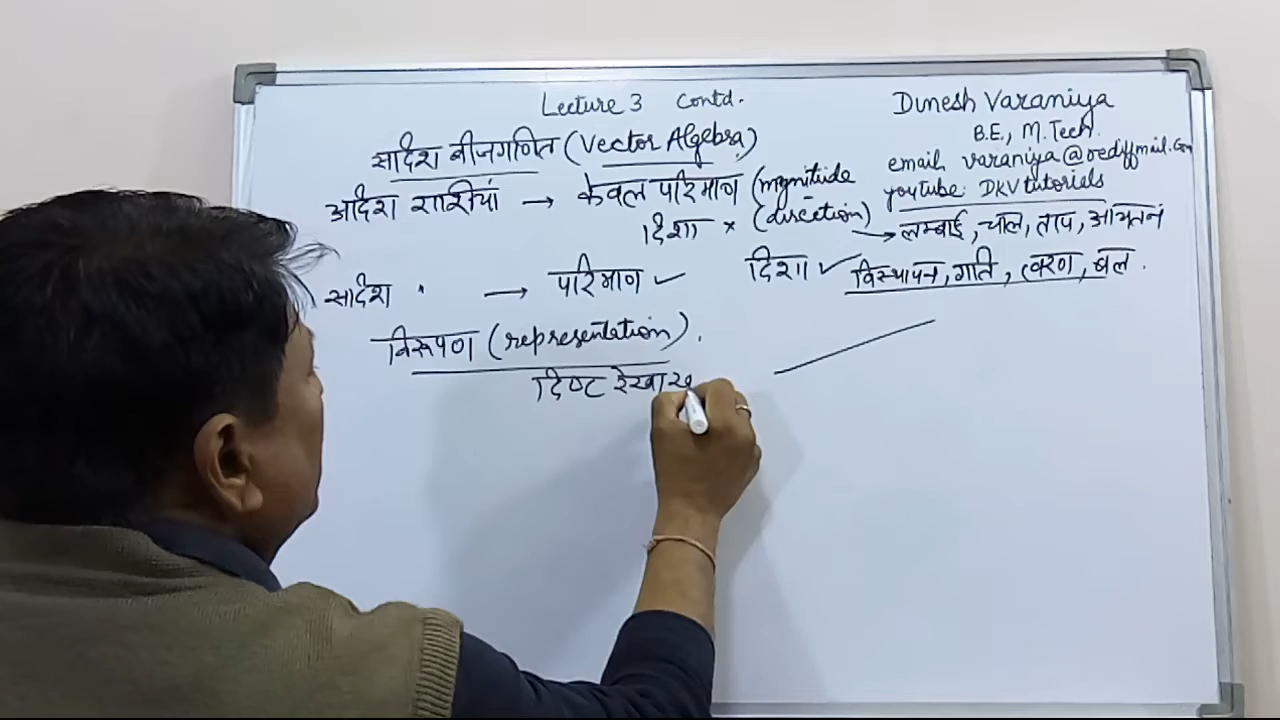 Lecture 3 Contd.
Dinesh Varaniya
B.E., M.Tech.
email varaniya@rediffmail.com
youtube: DKV tutorials
सदिश बीजगणित (Vector Algebra)
अदिश राशियां → केवल परिमाण (magnitude
दिशा × (direction)
→ लम्बाई, चाल, ताप, आयतन
सदिश " → परिमाण ✓ दिशा ✓ विस्थापन, गति, त्वरण, बल.
निरूपण (representation).
दिष्ट रेखा ख